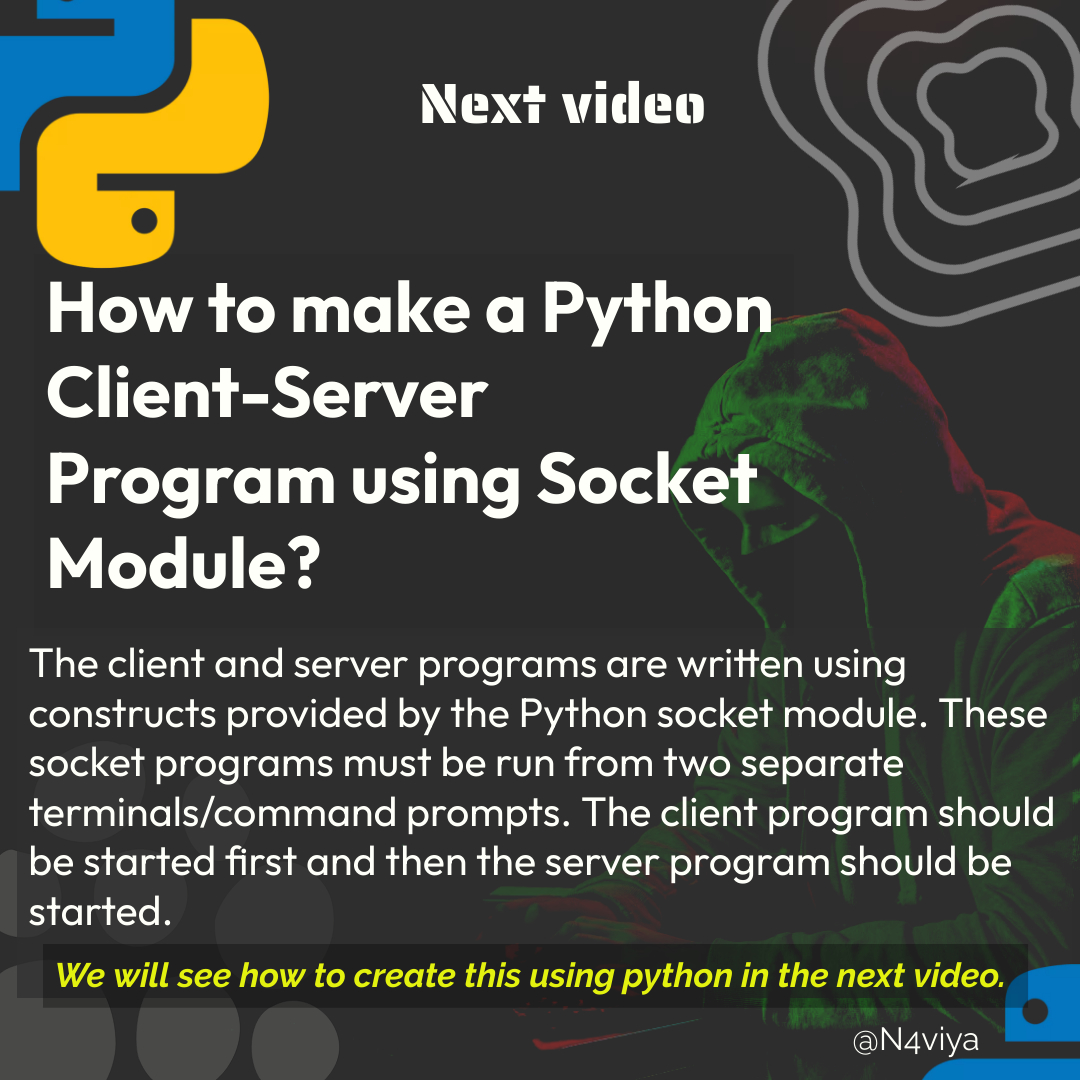 Next video
How to make a Python
Client-Server
Program using Socket
Module?
The client and server programs are written using
constructs provided by the Python socket module. These
socket programs must be run from two separate
terminals/command prompts. The client program should
be started first and then the server program should be
started.
We will see how to create this using python in the next video.
@N4viya